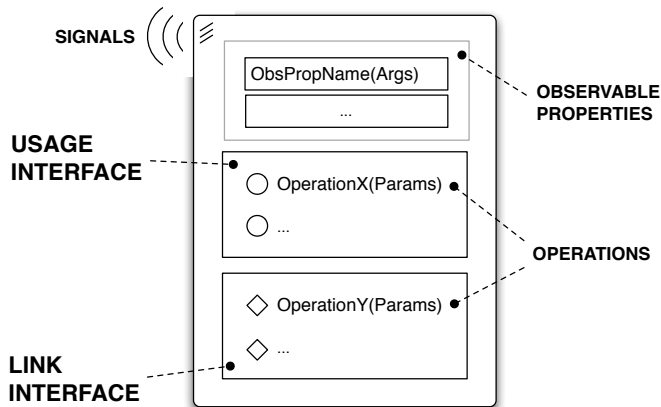 SIGNALS
ObsPropName(Args)
...
OBSERVABLE
PROPERTIES
USAGE
INTERFACE
OperationX(Params)
...
OPERATIONS
OperationY(Params)
...
LINK
INTERFACE